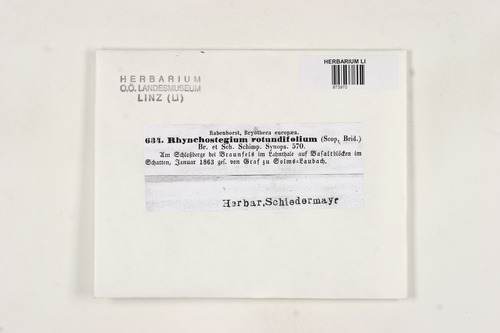 HERBARIUM
O.Ö. LANDESMUSEUM
LINZ (LI)
HERBARIUM LI
Rabenhorst, Bryotheca europæa.
634. Rhynchostegium rotundifolium (Scop. Brid.)
Br. et Sch. Schimp. Synops. 570.
Am Schloßberge bei Braunfels im Lahnthale auf Basaltblöcken im
Schatten, Januar 1863 ges. von Graf zu Solms-Laubach.
Herbar.Schiedermayr